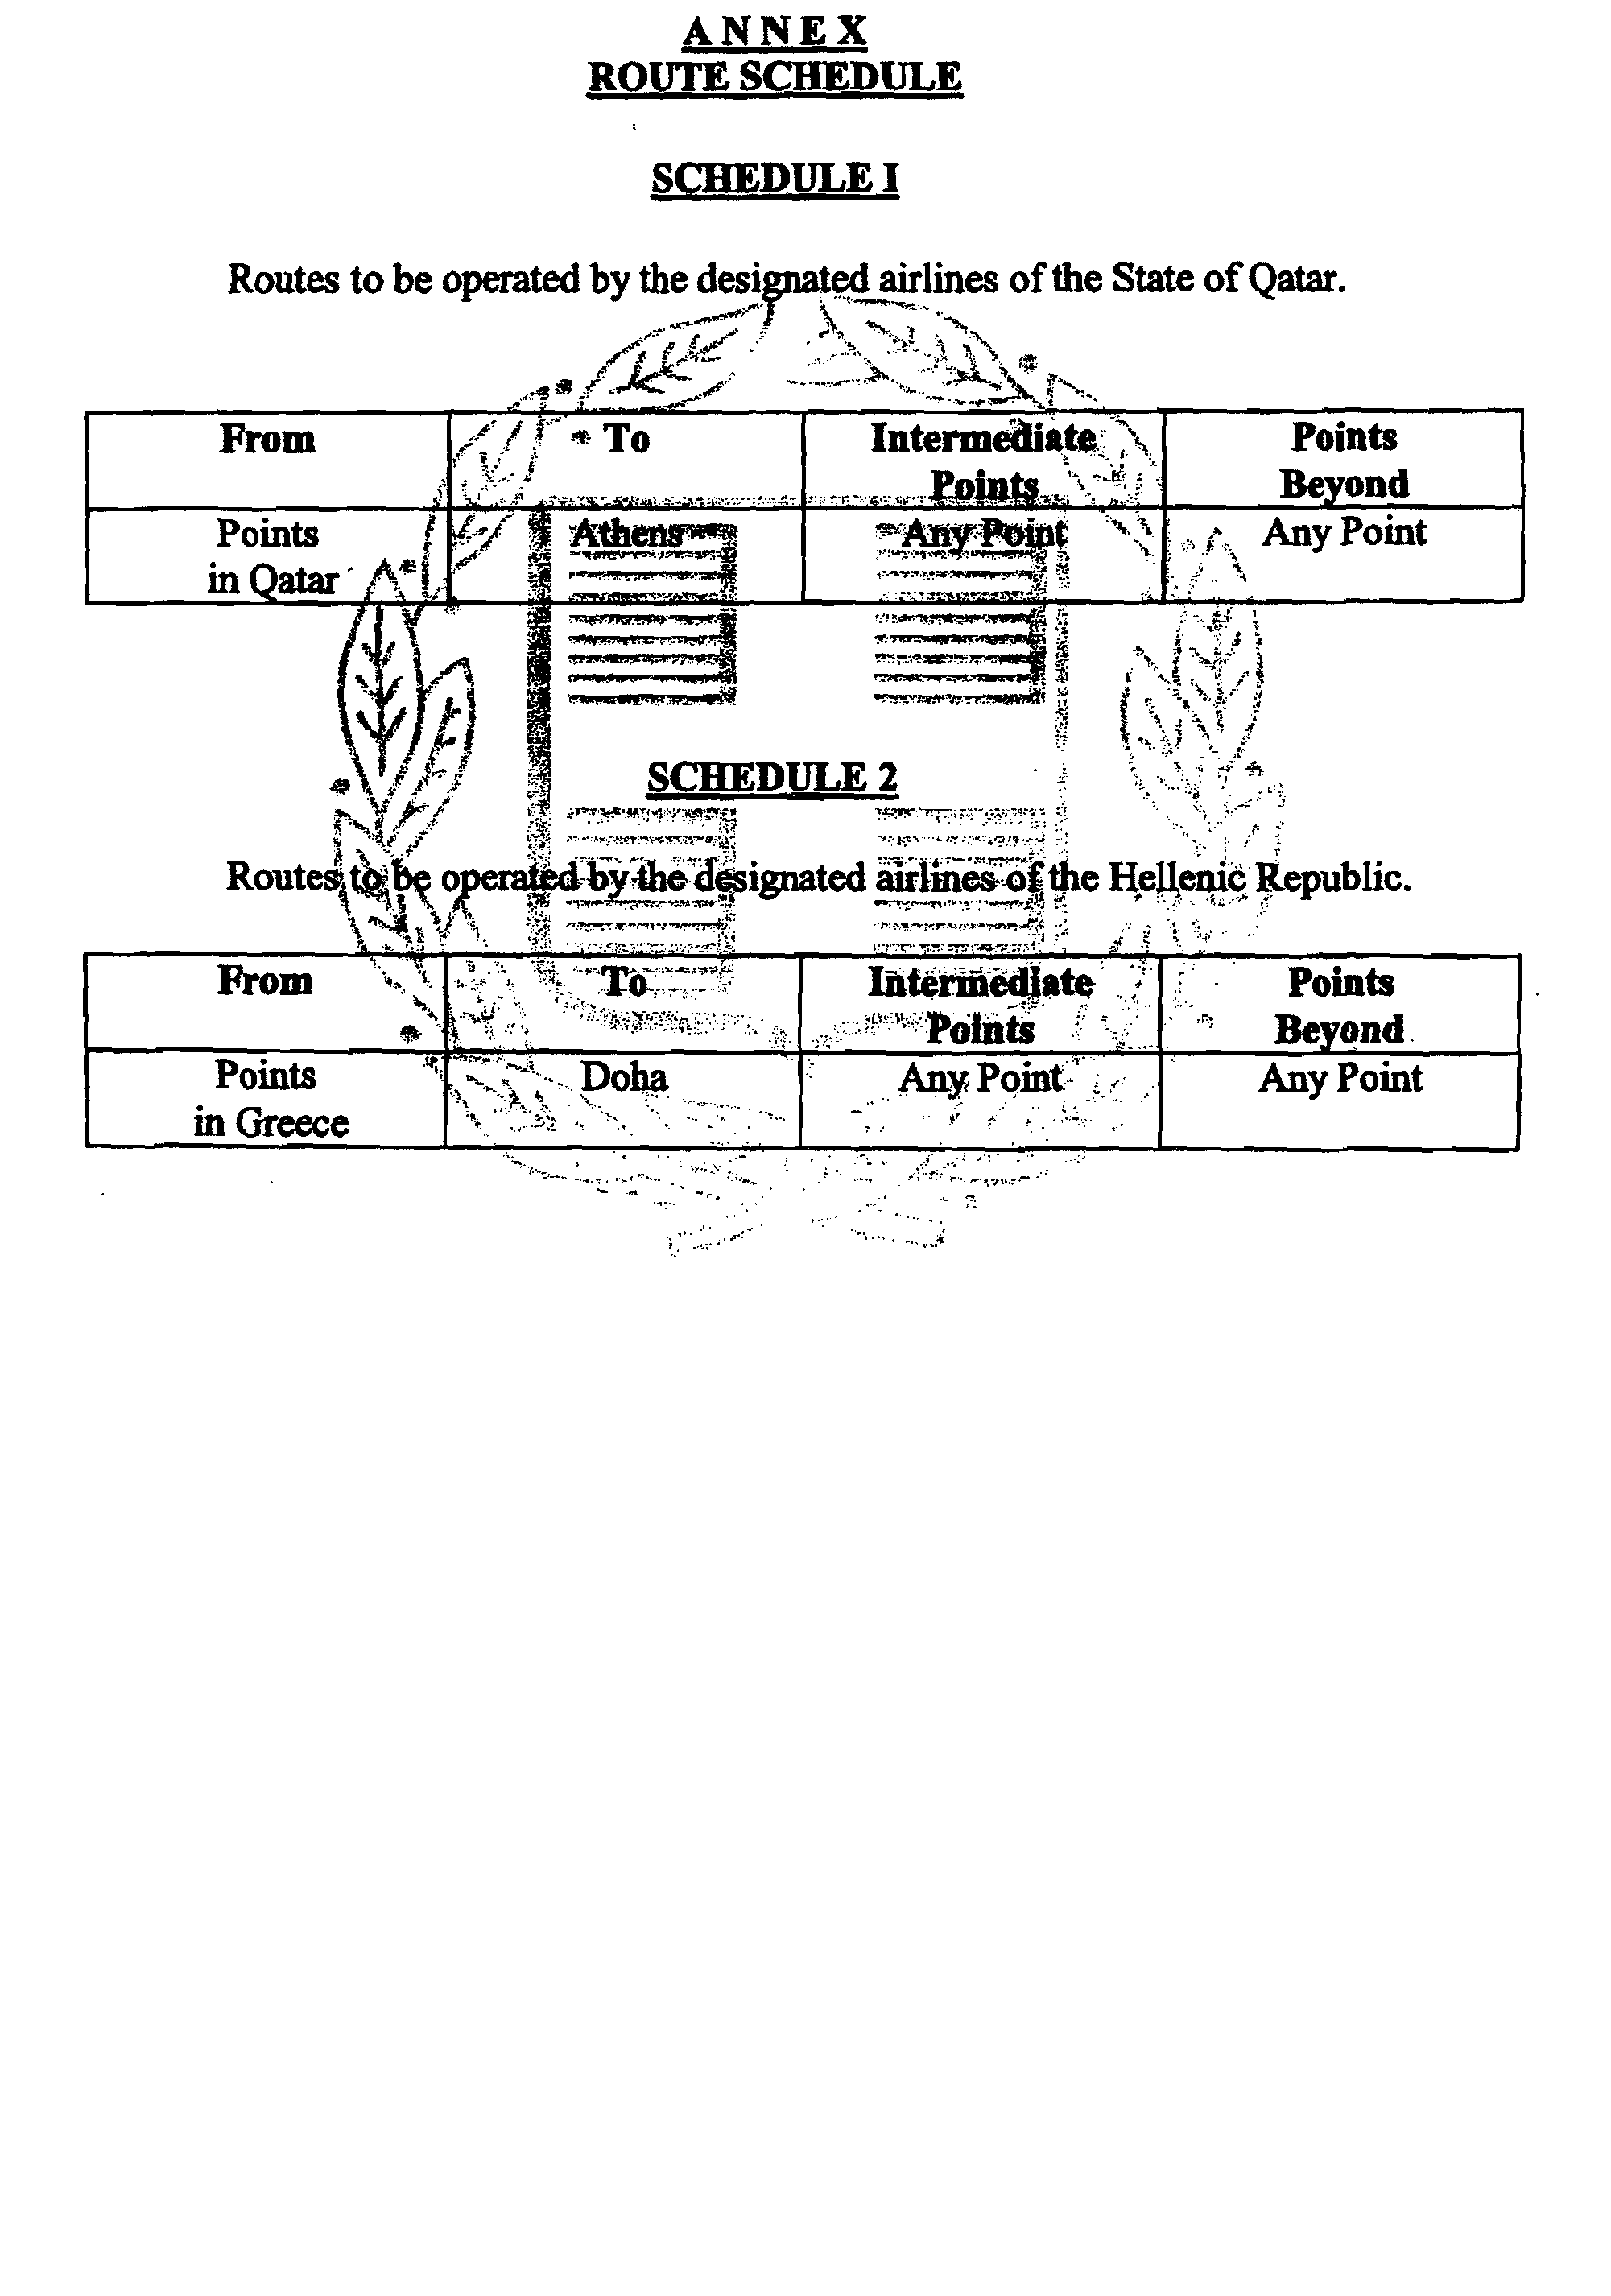 A N N E X
ROUTE SCHEDULE
SCHEDULE I
Routes to be operated by the designated airlines of the State of Qatar.
From To Intermediate Points Beyond
Points
Points in Qatar Athens Any Point Any Point
SCHEDULE 2
Routes to be operated by the designated airlines of the Hellenic Republic.
From To Intermediate Points Points Beyond
Points in Greece Doha Any Point Any Point